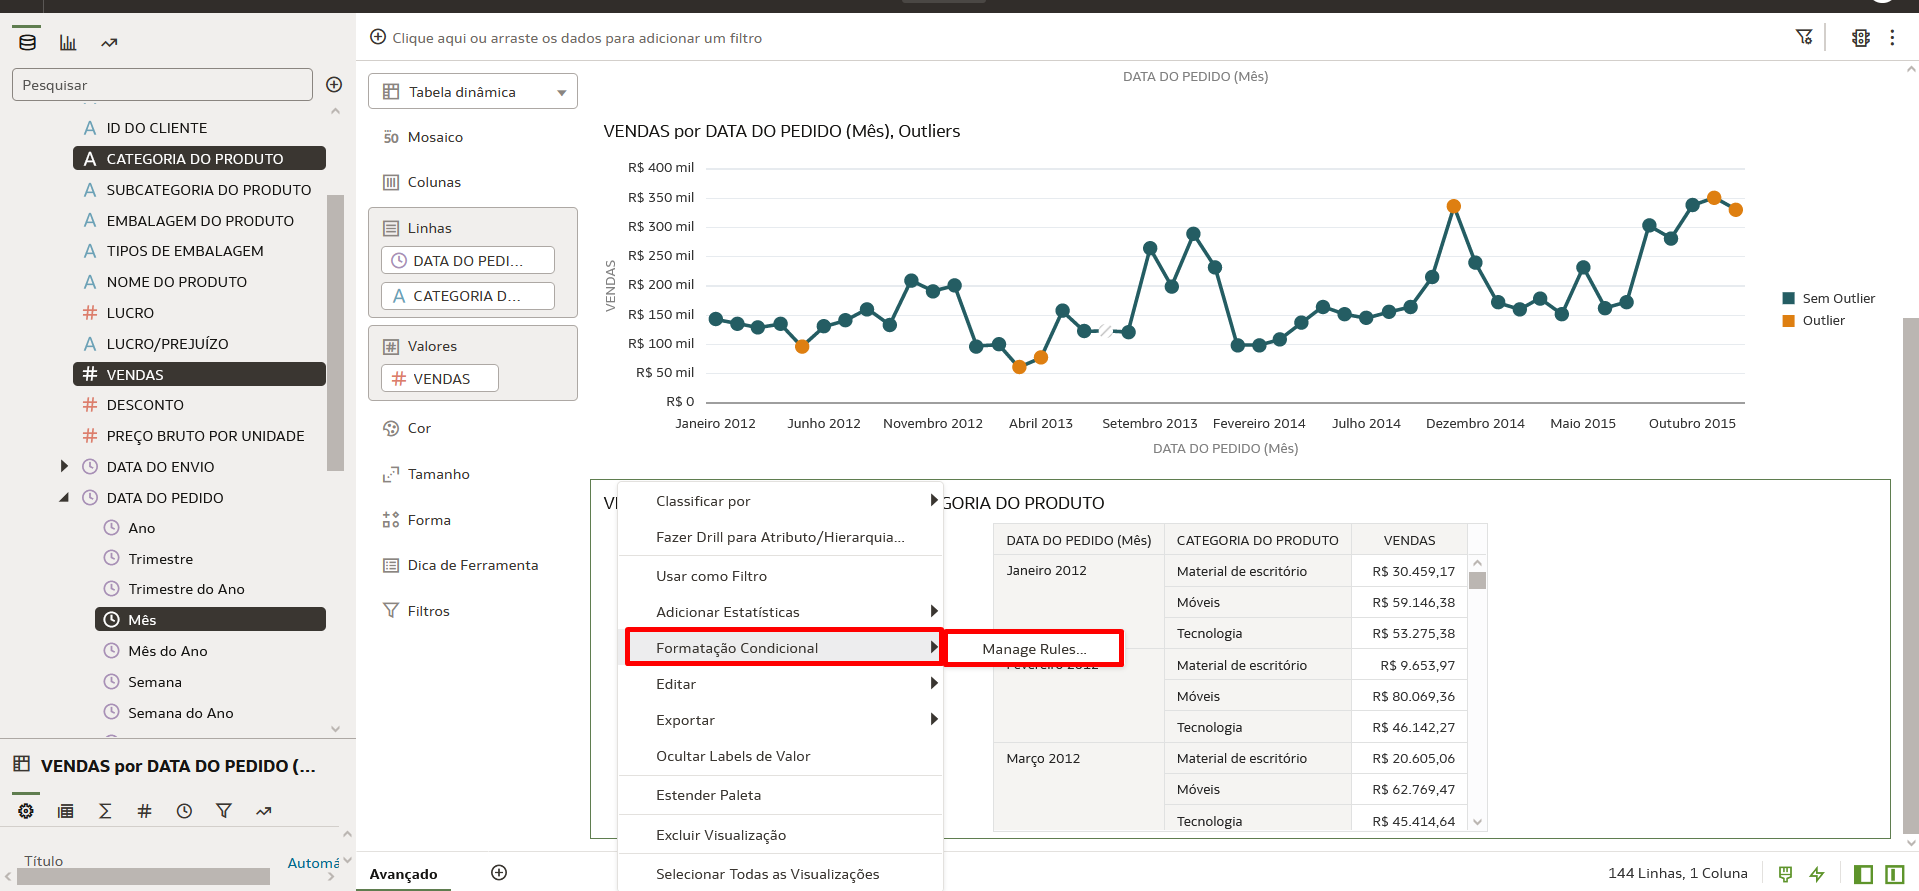 Clique aqui ou arraste os dados para adicionar um filtro
Pesquisar
ID DO CLIENTE
CATEGORIA DO PRODUTO
SUBCATEGORIA DO PRODUTO
EMBALAGEM DO PRODUTO
TIPOS DE EMBALAGEM
NOME DO PRODUTO
LUCRO
LUCRO/PREJUÍZO
VENDAS
DESCONTO
PREÇO BRUTO POR UNIDADE
DATA DO ENVIO
DATA DO PEDIDO
Ano
Trimestre
Trimestre do Ano
Mês
Mês do Ano
Semana
Semana do Ano
VENDAS por DATA DO PEDIDO (...
Título
Automá
Tabela dinâmica
50 Mosaico
Colunas
Linhas
DATA DO PEDI...
CATEGORIA D...
Valores
VENDAS
Cor
Tamanho
Forma
Dica de Ferramenta
Filtros
DATA DO PEDIDO (Mês)
VENDAS por DATA DO PEDIDO (Mês), Outliers
VENDAS
R$ 400 mil
R$ 350 mil
R$ 300 mil
R$ 250 mil
R$ 200 mil
R$ 150 mil
R$ 100 mil
R$ 50 mil
R$ 0
Janeiro 2012 Junho 2012 Novembro 2012 Abril 2013 Setembro 2013 Fevereiro 2014 Julho 2014 Dezembro 2014 Maio 2015 Outubro 2015
DATA DO PEDIDO (Mês)
Sem Outlier
Outlier
GORIA DO PRODUTO
Classificar por
Fazer Drill para Atributo/Hierarquia...
Usar como Filtro
Adicionar Estatísticas
Formatação Condicional
Manage Rules...
Editar
Exportar
Ocultar Labels de Valor
Estender Paleta
Excluir Visualização
Selecionar Todas as Visualizações
DATA DO PEDIDO (Mês) CATEGORIA DO PRODUTO VENDAS
Janeiro 2012 Material de escritório R$ 30.459,17
Móveis R$ 59.146,38
Tecnologia R$ 53.275,38
Fevereiro 2012 Material de escritório R$ 9.653,97
Móveis R$ 80.069,36
Tecnologia R$ 46.142,27
Março 2012 Material de escritório R$ 20.605,06
Móveis R$ 62.769,47
Tecnologia R$ 45.414,64
Avançado
144 Linhas, 1 Coluna